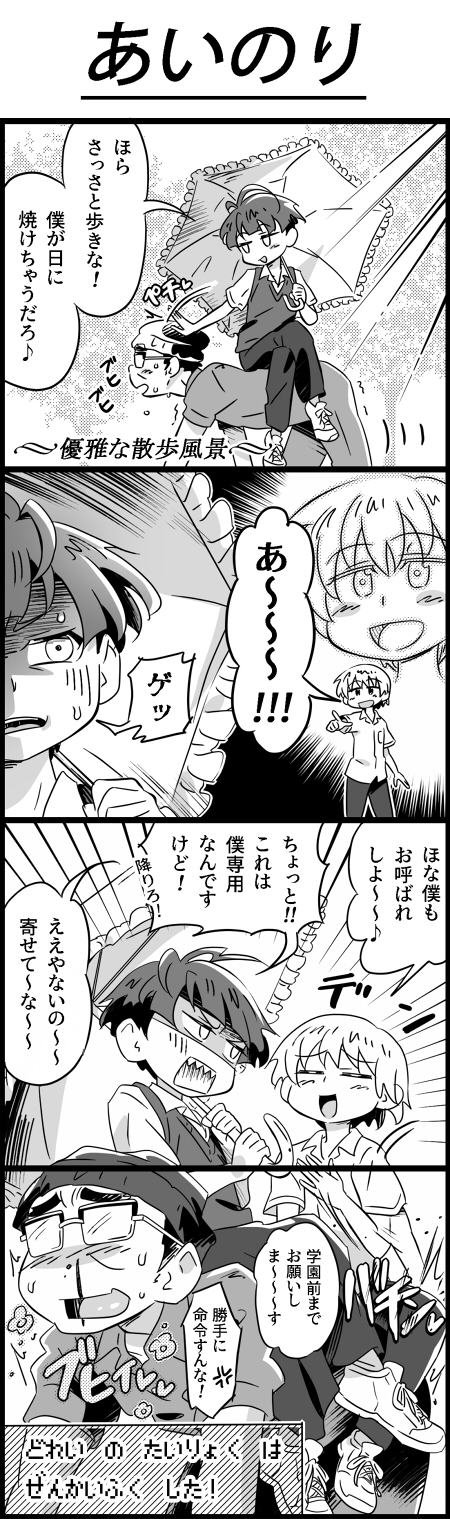 あいのり
ほら
さっさと歩きな！
僕が日に
焼けちゃうだろ♪
ペチ♥
ズヒ
ズヒ
〜優雅な散歩風景〜
あ〜〜〜〜!!!
ゲッ
ほな僕も
お呼ばれ
しよ〜〜♪
デーン
ちょっと!!
これは
僕専用
なんです
けど！
降りろ！
ええやないの〜〜
寄せて〜な〜〜
学園前まで
お願いし
ま〜〜〜す
勝手に
命令すんな！
ブヒィレ♥♥
どれい の たいりょく は
ぜんかいふく した！